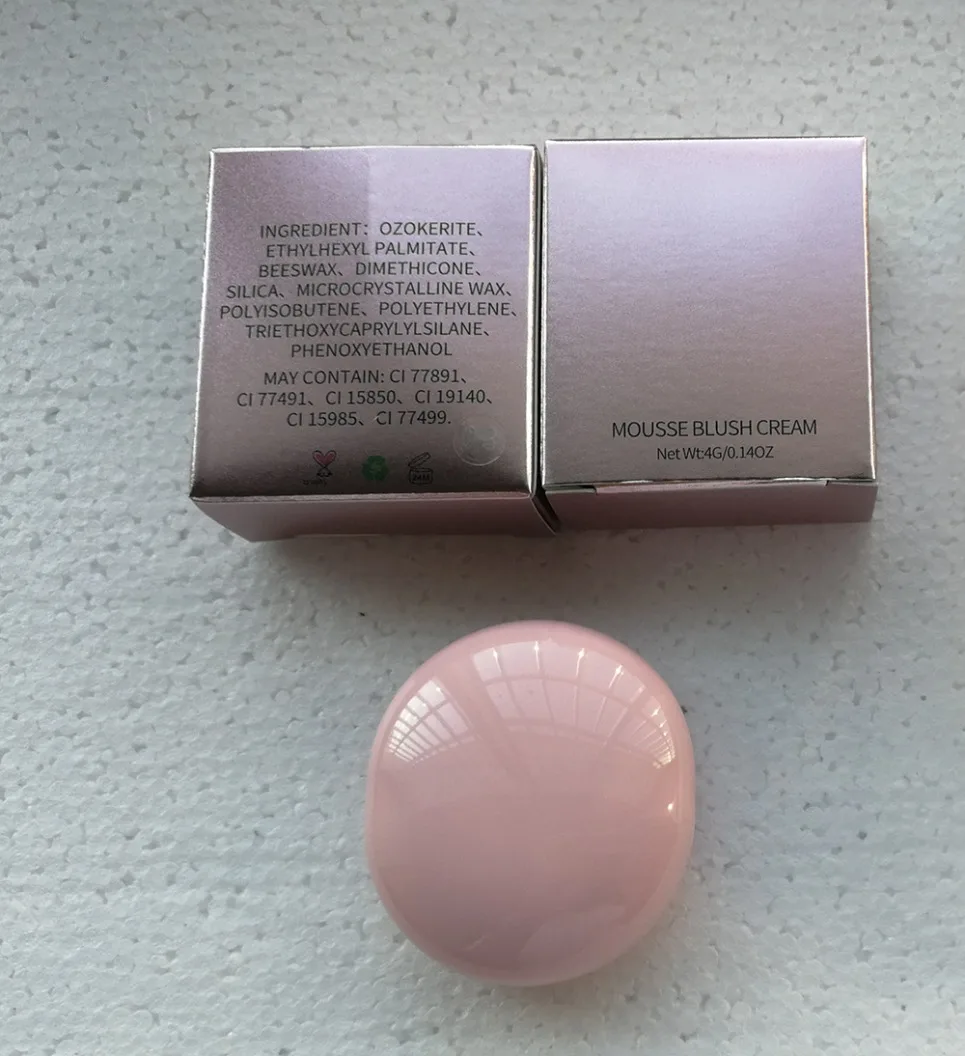 INGREDIENT: OZOKERITE、
ETHYLHEXYL PALMITATE、
BEESWAX、DIMETHICONE、
SILICA、MICROCRYSTALLINE WAX、
POLYISOBUTENE、POLYETHYLENE、
TRIETHOXYCAPRYLYLSILANE、
PHENOXYETHANOL
MAY CONTAIN: CI 77891、
CI 77491、CI 15850、CI 19140、
CI 15985、CI 77499.
24M
MOUSSE BLUSH CREAM
Net Wt:4G/0.14OZ